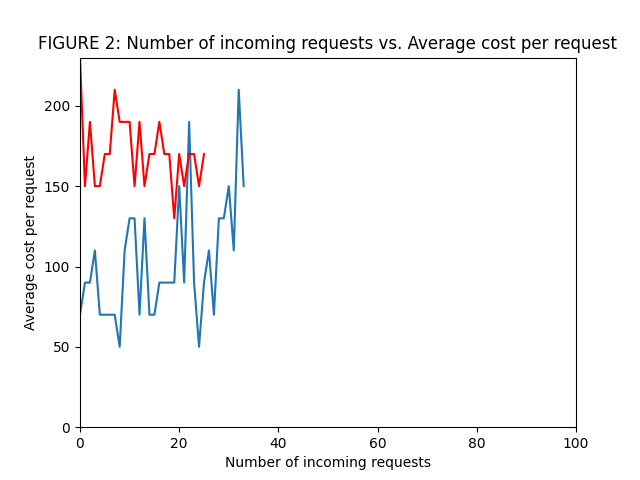 FIGURE 2: Number of incoming requests vs. Average cost per request
200
150
100
50
0
Average cost per request
0 20 40 60 80 100
Number of incoming requests